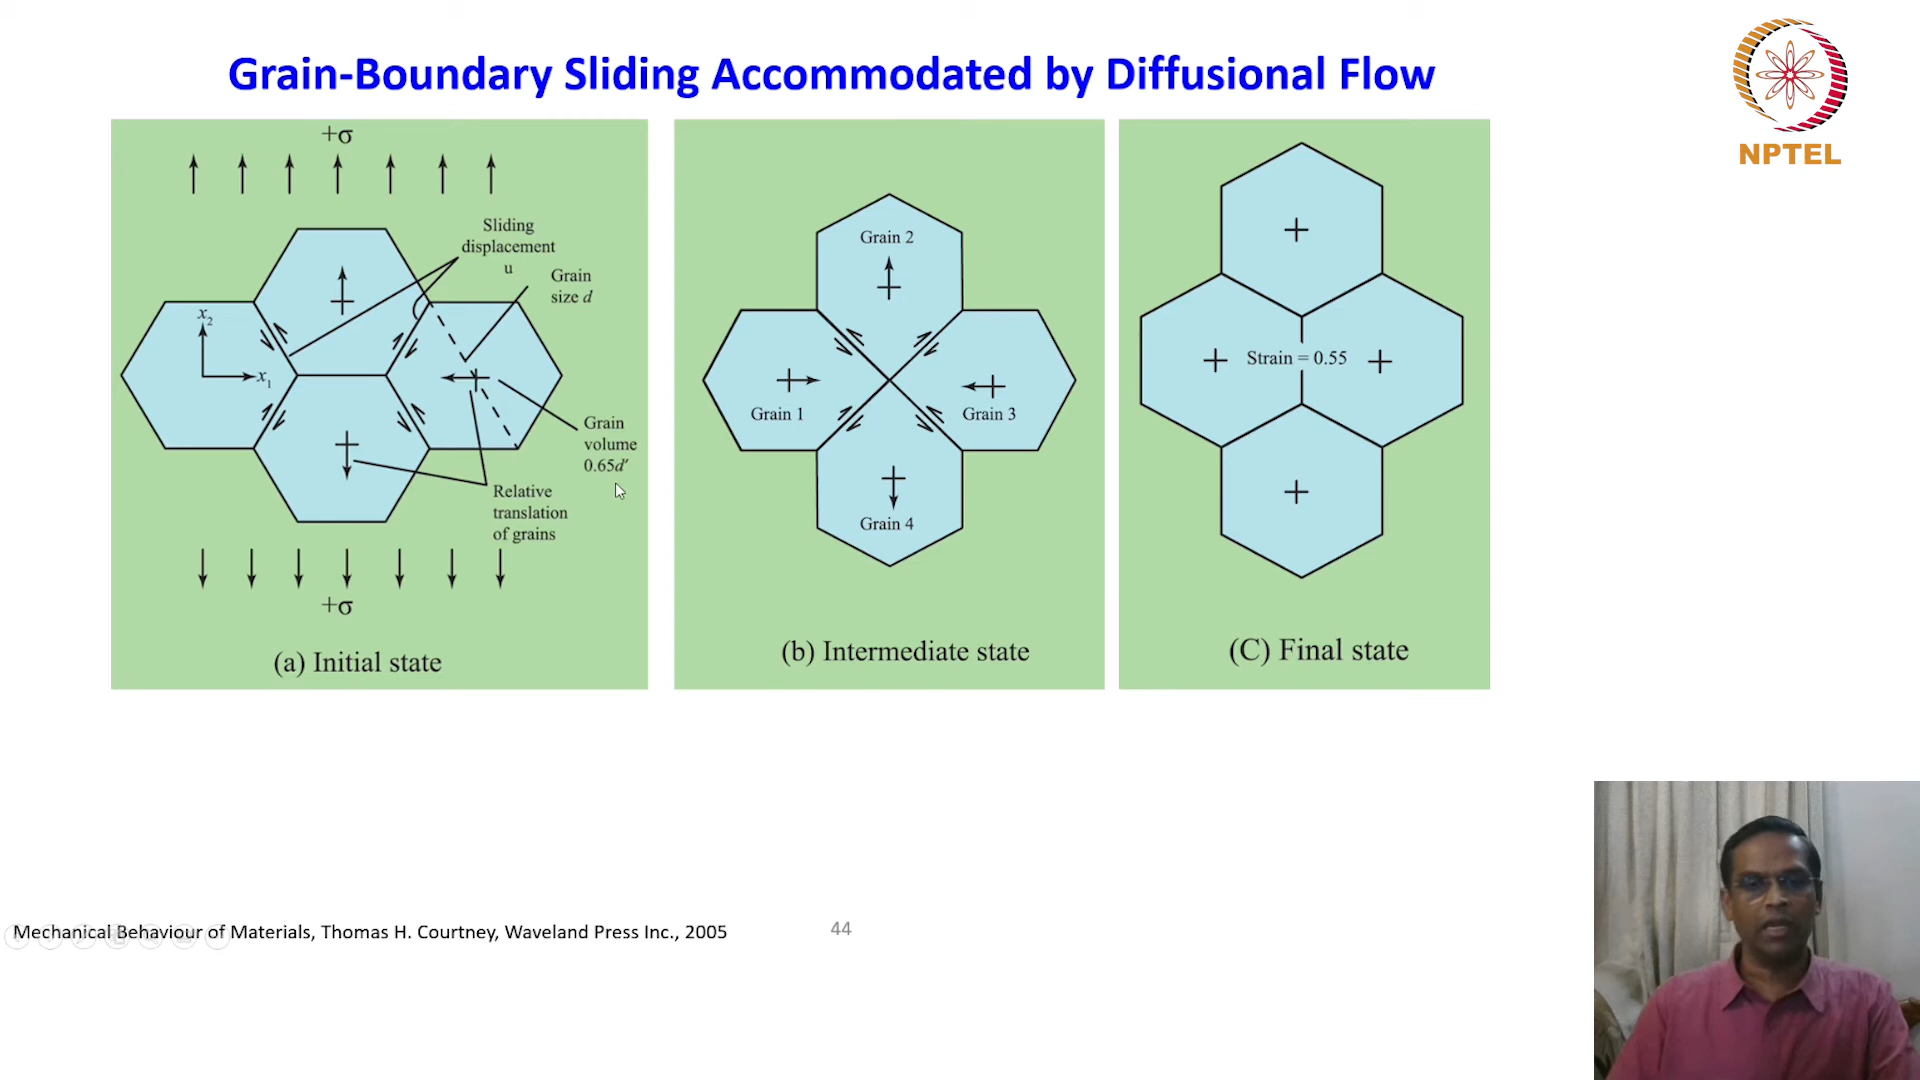 Grain-Boundary Sliding Accommodated by Diffusional Flow
NPTEL
+σ
Sliding
displacement
u
Grain
size d
x2
x1
Grain
volume
0.65d′
Relative
translation
of grains
+σ
(a) Initial state
Grain 2
Grain 1
Grain 3
Grain 4
(b) Intermediate state
Strain = 0.55
(C) Final state
Mechanical Behaviour of Materials, Thomas H. Courtney, Waveland Press Inc., 2005
44